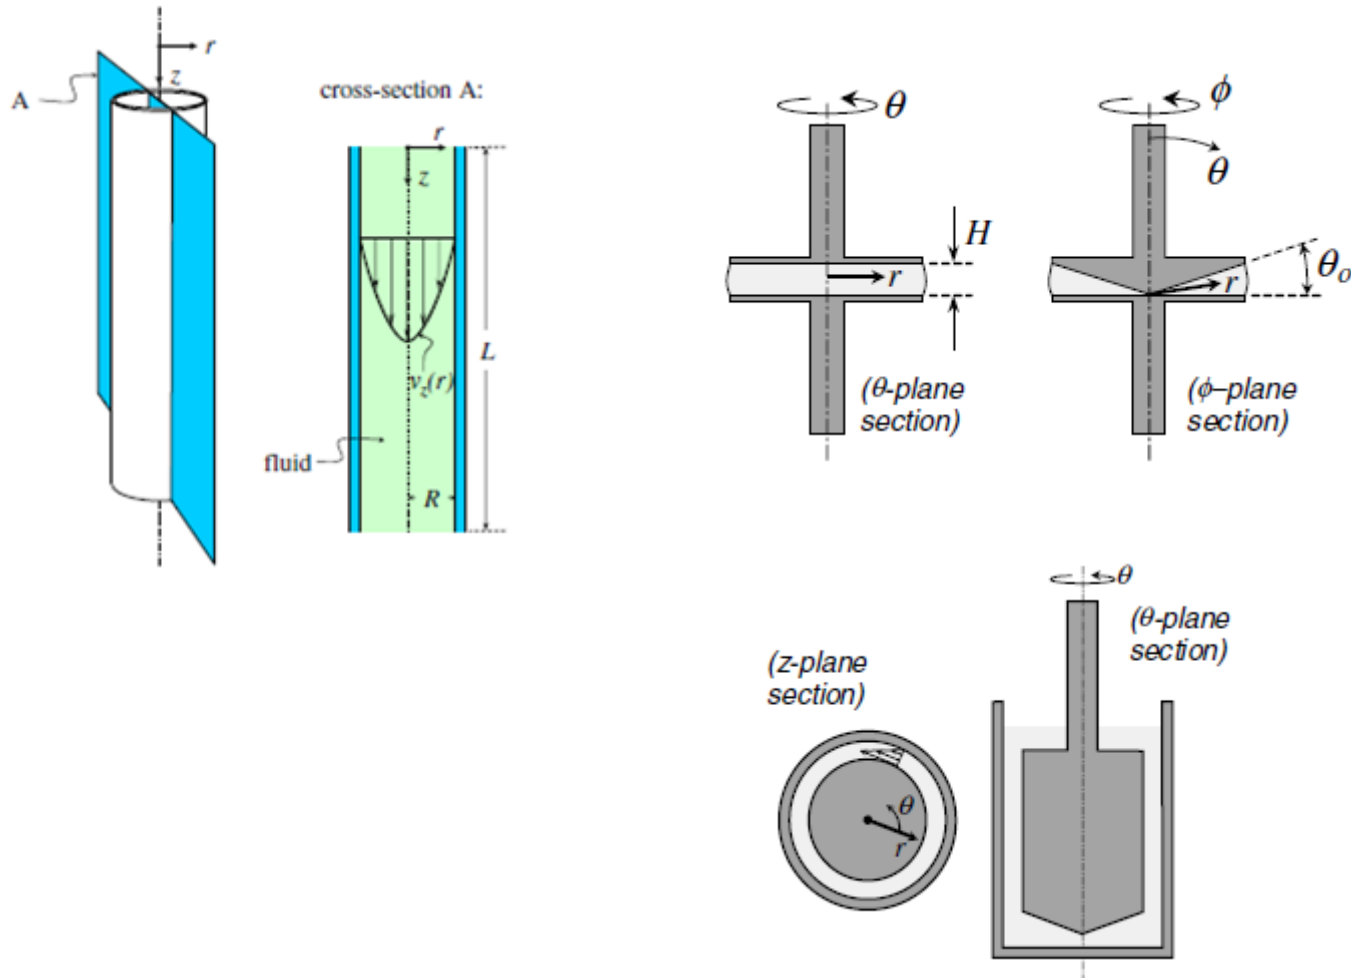 r
z
A
cross-section A:
r
z
L
v_z(r)
fluid
R
θ
H
r
(θ-plane
section)
ϕ
θ
θ_o
r
(ϕ–plane
section)
θ
(θ-plane
section)
(z-plane
section)
θ
r